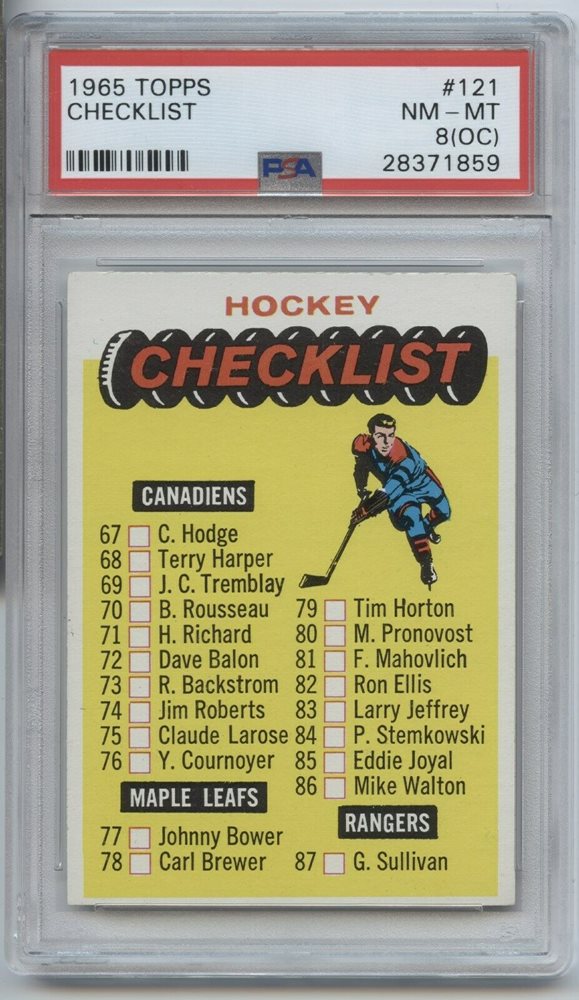 1965 TOPPS #121
CHECKLIST NM – MT
8(OC)
PSA 28371859
HOCKEY
CHECKLIST
CANADIENS
67 C. Hodge
68 Terry Harper
69 J. C. Tremblay
70 B. Rousseau
71 H. Richard
72 Dave Balon
73 R. Backstrom
74 Jim Roberts
75 Claude Larose
76 Y. Cournoyer
MAPLE LEAFS
77 Johnny Bower
78 Carl Brewer
79 Tim Horton
80 M. Pronovost
81 F. Mahovlich
82 Ron Ellis
83 Larry Jeffrey
84 P. Stemkowski
85 Eddie Joyal
86 Mike Walton
RANGERS
87 G. Sullivan